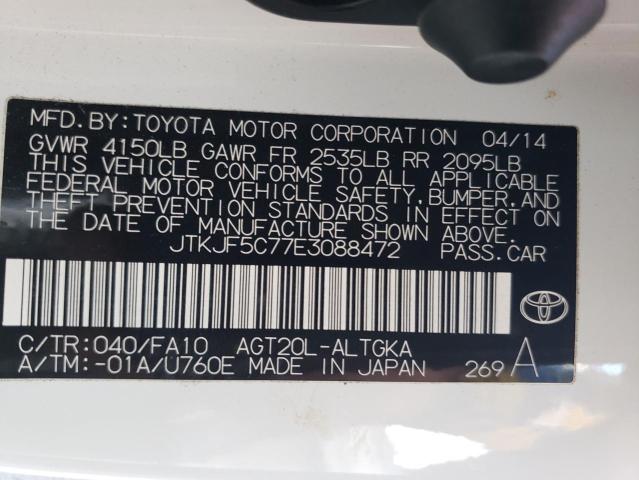 MFD.BY:TOYOTA MOTOR CORPORATION 04/14
GVWR 4150LB GAWR FR 2535LB RR 2095LB
THIS VEHICLE CONFORMS TO ALL APPLICABLE
FEDERAL MOTOR VEHICLE SAFETY,BUMPER,AND
THEFT PREVENTION STANDARDS IN EFFECT ON
THE DATE OF MANUFACTURE SHOWN ABOVE.
JTKJF5C77E3088472 PASS.CAR
C/TR:040/FA10 AGT20L-ALTGKA
A/TM:-01A/U760E MADE IN JAPAN 269 A